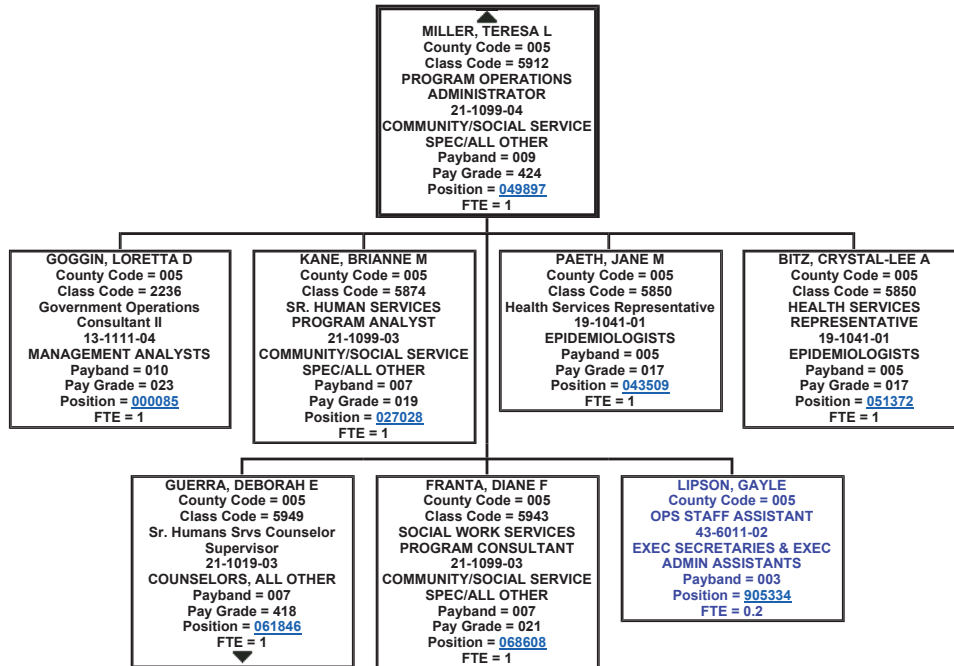 MILLER, TERESA L
County Code = 005
Class Code = 5912
PROGRAM OPERATIONS
ADMINISTRATOR
21-1099-04
COMMUNITY/SOCIAL SERVICE
SPEC/ALL OTHER
Payband = 009
Pay Grade = 424
Position = 049897
FTE = 1
GOGGIN, LORETTA D
County Code = 005
Class Code = 2236
Government Operations
Consultant II
13-1111-04
MANAGEMENT ANALYSTS
Payband = 010
Pay Grade = 023
Position = 000085
FTE = 1
KANE, BRIANNE M
County Code = 005
Class Code = 5874
SR. HUMAN SERVICES
PROGRAM ANALYST
21-1099-03
COMMUNITY/SOCIAL SERVICE
SPEC/ALL OTHER
Payband = 007
Pay Grade = 019
Position = 027028
FTE = 1
PAETH, JANE M
County Code = 005
Class Code = 5850
Health Services Representative
19-1041-01
EPIDEMIOLOGISTS
Payband = 005
Pay Grade = 017
Position = 043509
FTE = 1
BITZ, CRYSTAL-LEE A
County Code = 005
Class Code = 5850
HEALTH SERVICES
REPRESENTATIVE
19-1041-01
EPIDEMIOLOGISTS
Payband = 005
Pay Grade = 017
Position = 051372
FTE = 1
GUERRA, DEBORAH E
County Code = 005
Class Code = 5949
Sr. Humans Srvs Counselor
Supervisor
21-1019-03
COUNSELORS, ALL OTHER
Payband = 007
Pay Grade = 418
Position = 061846
FTE = 1
FRANTA, DIANE F
County Code = 005
Class Code = 5943
SOCIAL WORK SERVICES
PROGRAM CONSULTANT
21-1099-03
COMMUNITY/SOCIAL SERVICE
SPEC/ALL OTHER
Payband = 007
Pay Grade = 021
Position = 068608
FTE = 1
LIPSON, GAYLE
County Code = 005
OPS STAFF ASSISTANT
43-6011-02
EXEC SECRETARIES & EXEC
ADMIN ASSISTANTS
Payband = 003
Position = 905334
FTE = 0.2